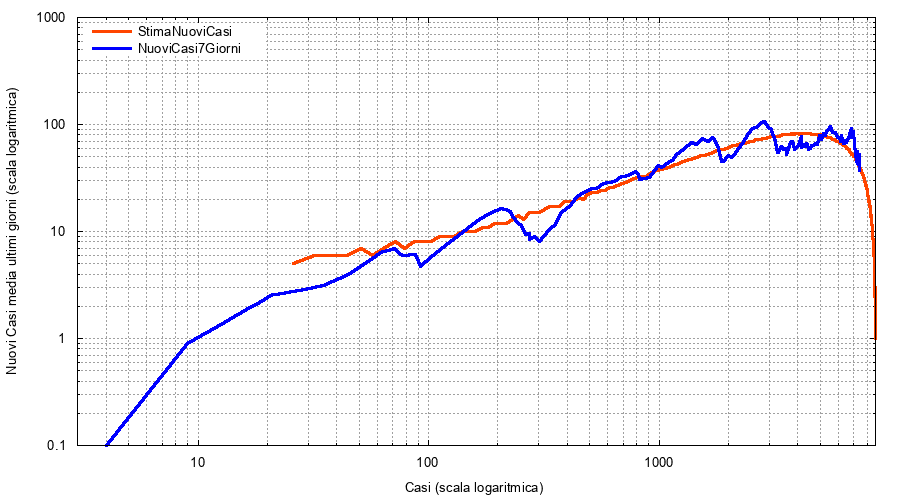 1000
StimaNuoviCasi
NuoviCasi7Giorni
100
10
1
0.1
10
100
1000
Nuovi Casi media ultimi giorni (scala logaritmica)
Casi (scala logaritmica)